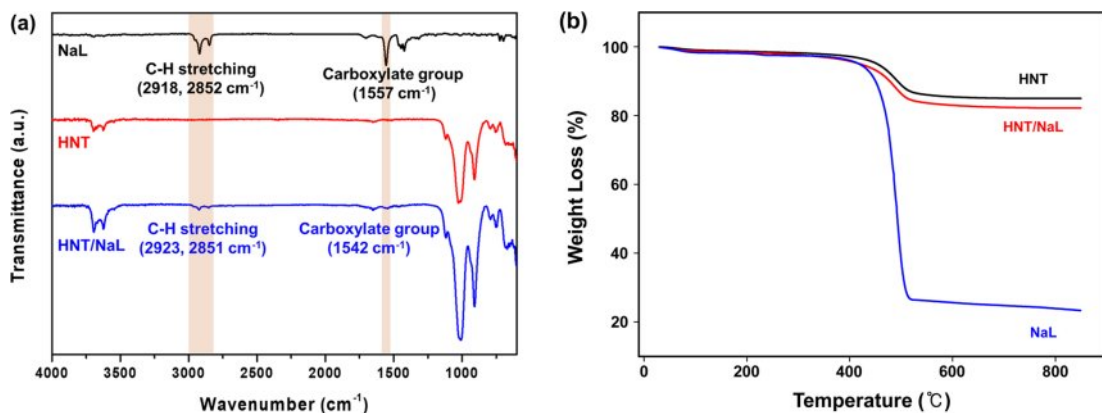 (a)
NaL
C-H stretching
(2918, 2852 cm⁻¹)
Carboxylate group
(1557 cm⁻¹)
HNT
HNT/NaL
C-H stretching
(2923, 2851 cm⁻¹)
Carboxylate group
(1542 cm⁻¹)
Transmittance (a.u.)
4000 3500 3000 2500 2000 1500 1000
Wavenumber (cm⁻¹)
(b)
100
80
60
40
20
Weight Loss (%)
HNT
HNT/NaL
NaL
0 200 400 600 800
Temperature (℃)